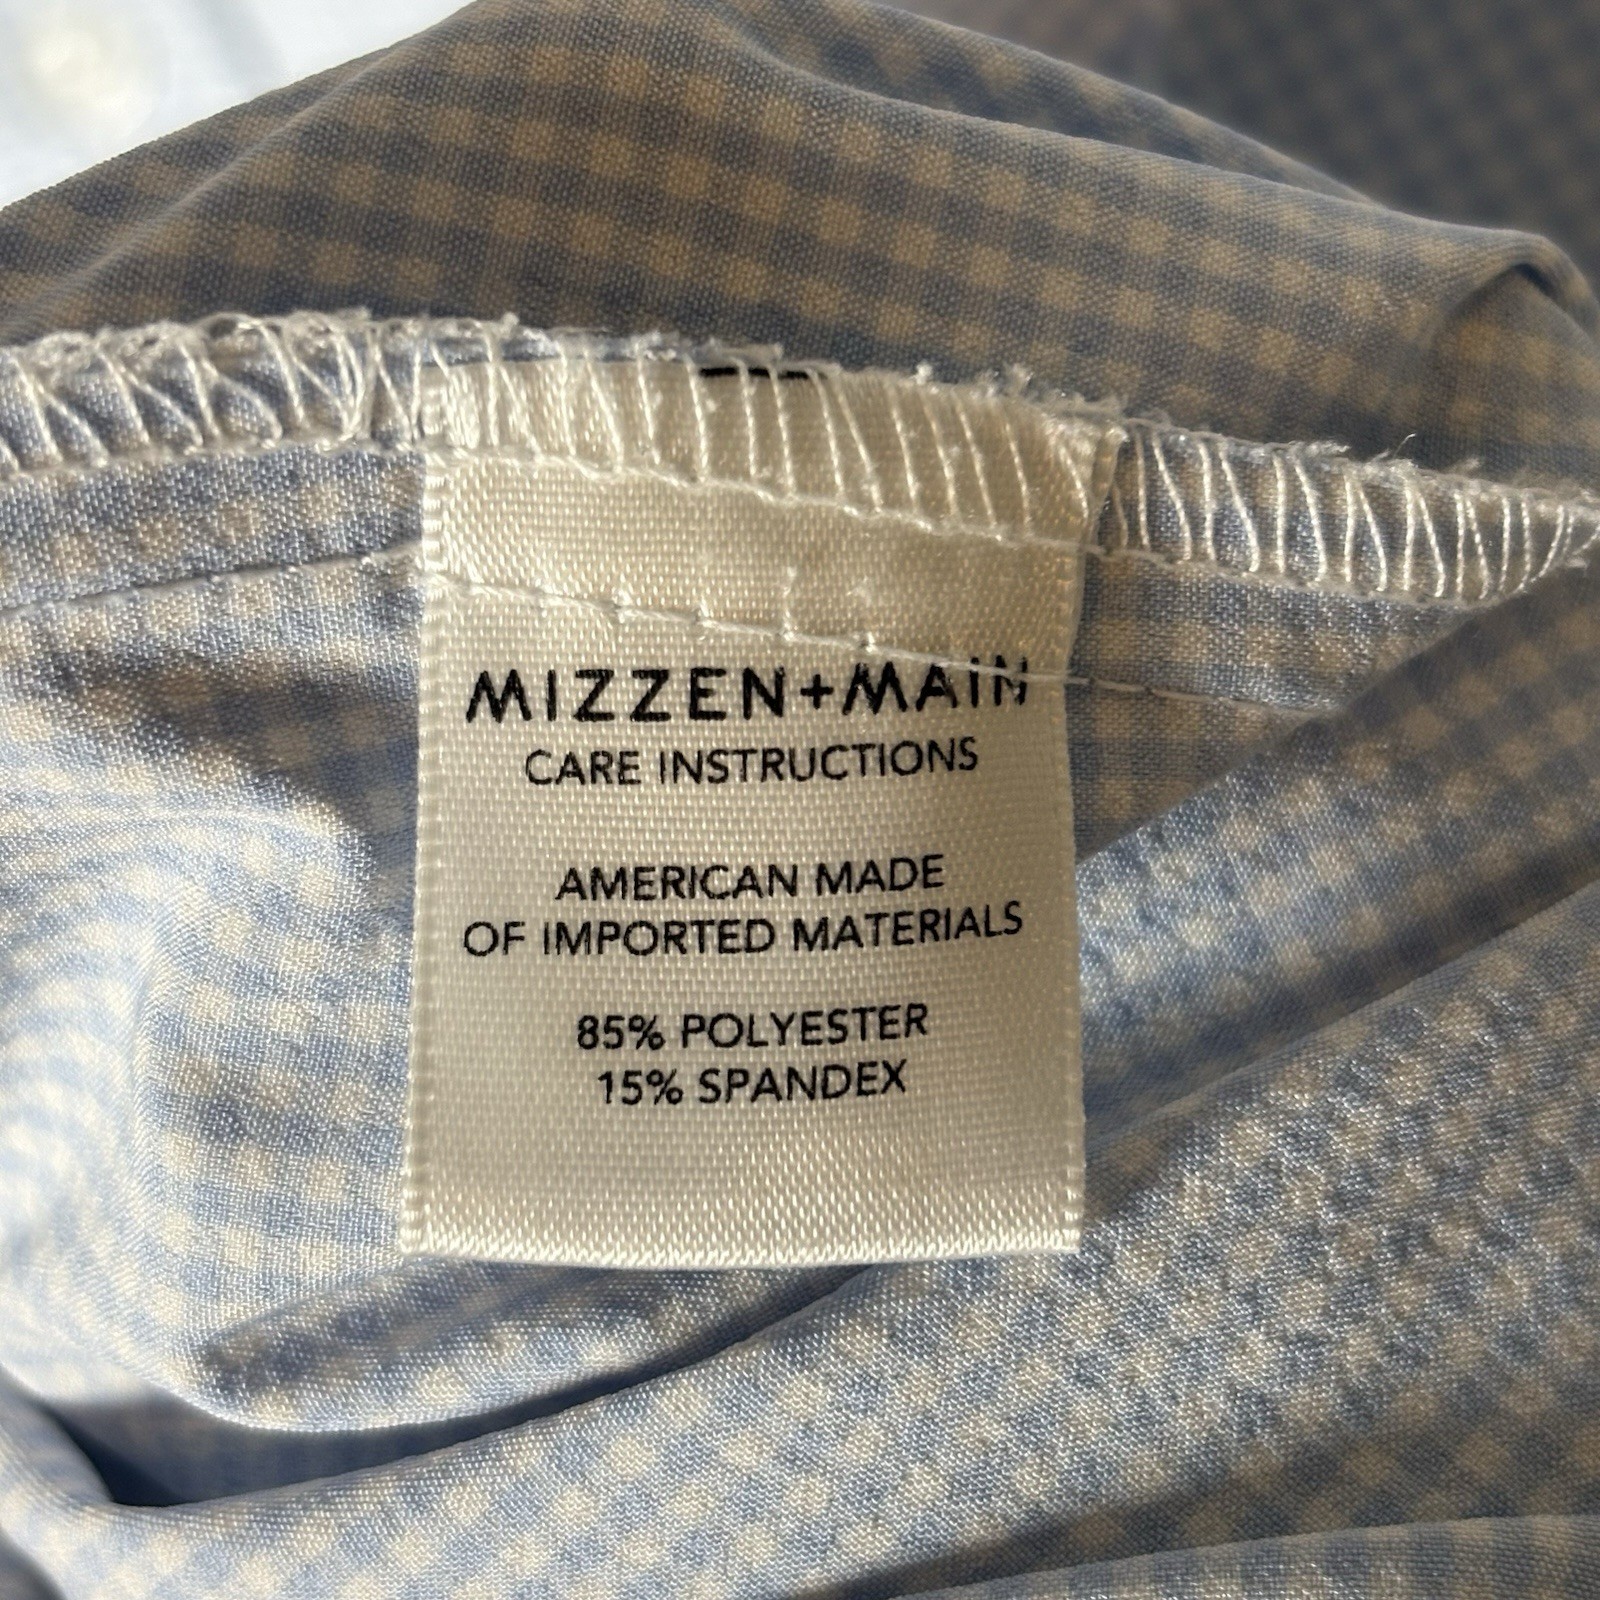 MIZZEN+MAIN
CARE INSTRUCTIONS
AMERICAN MADE
OF IMPORTED MATERIALS
85% POLYESTER
15% SPANDEX